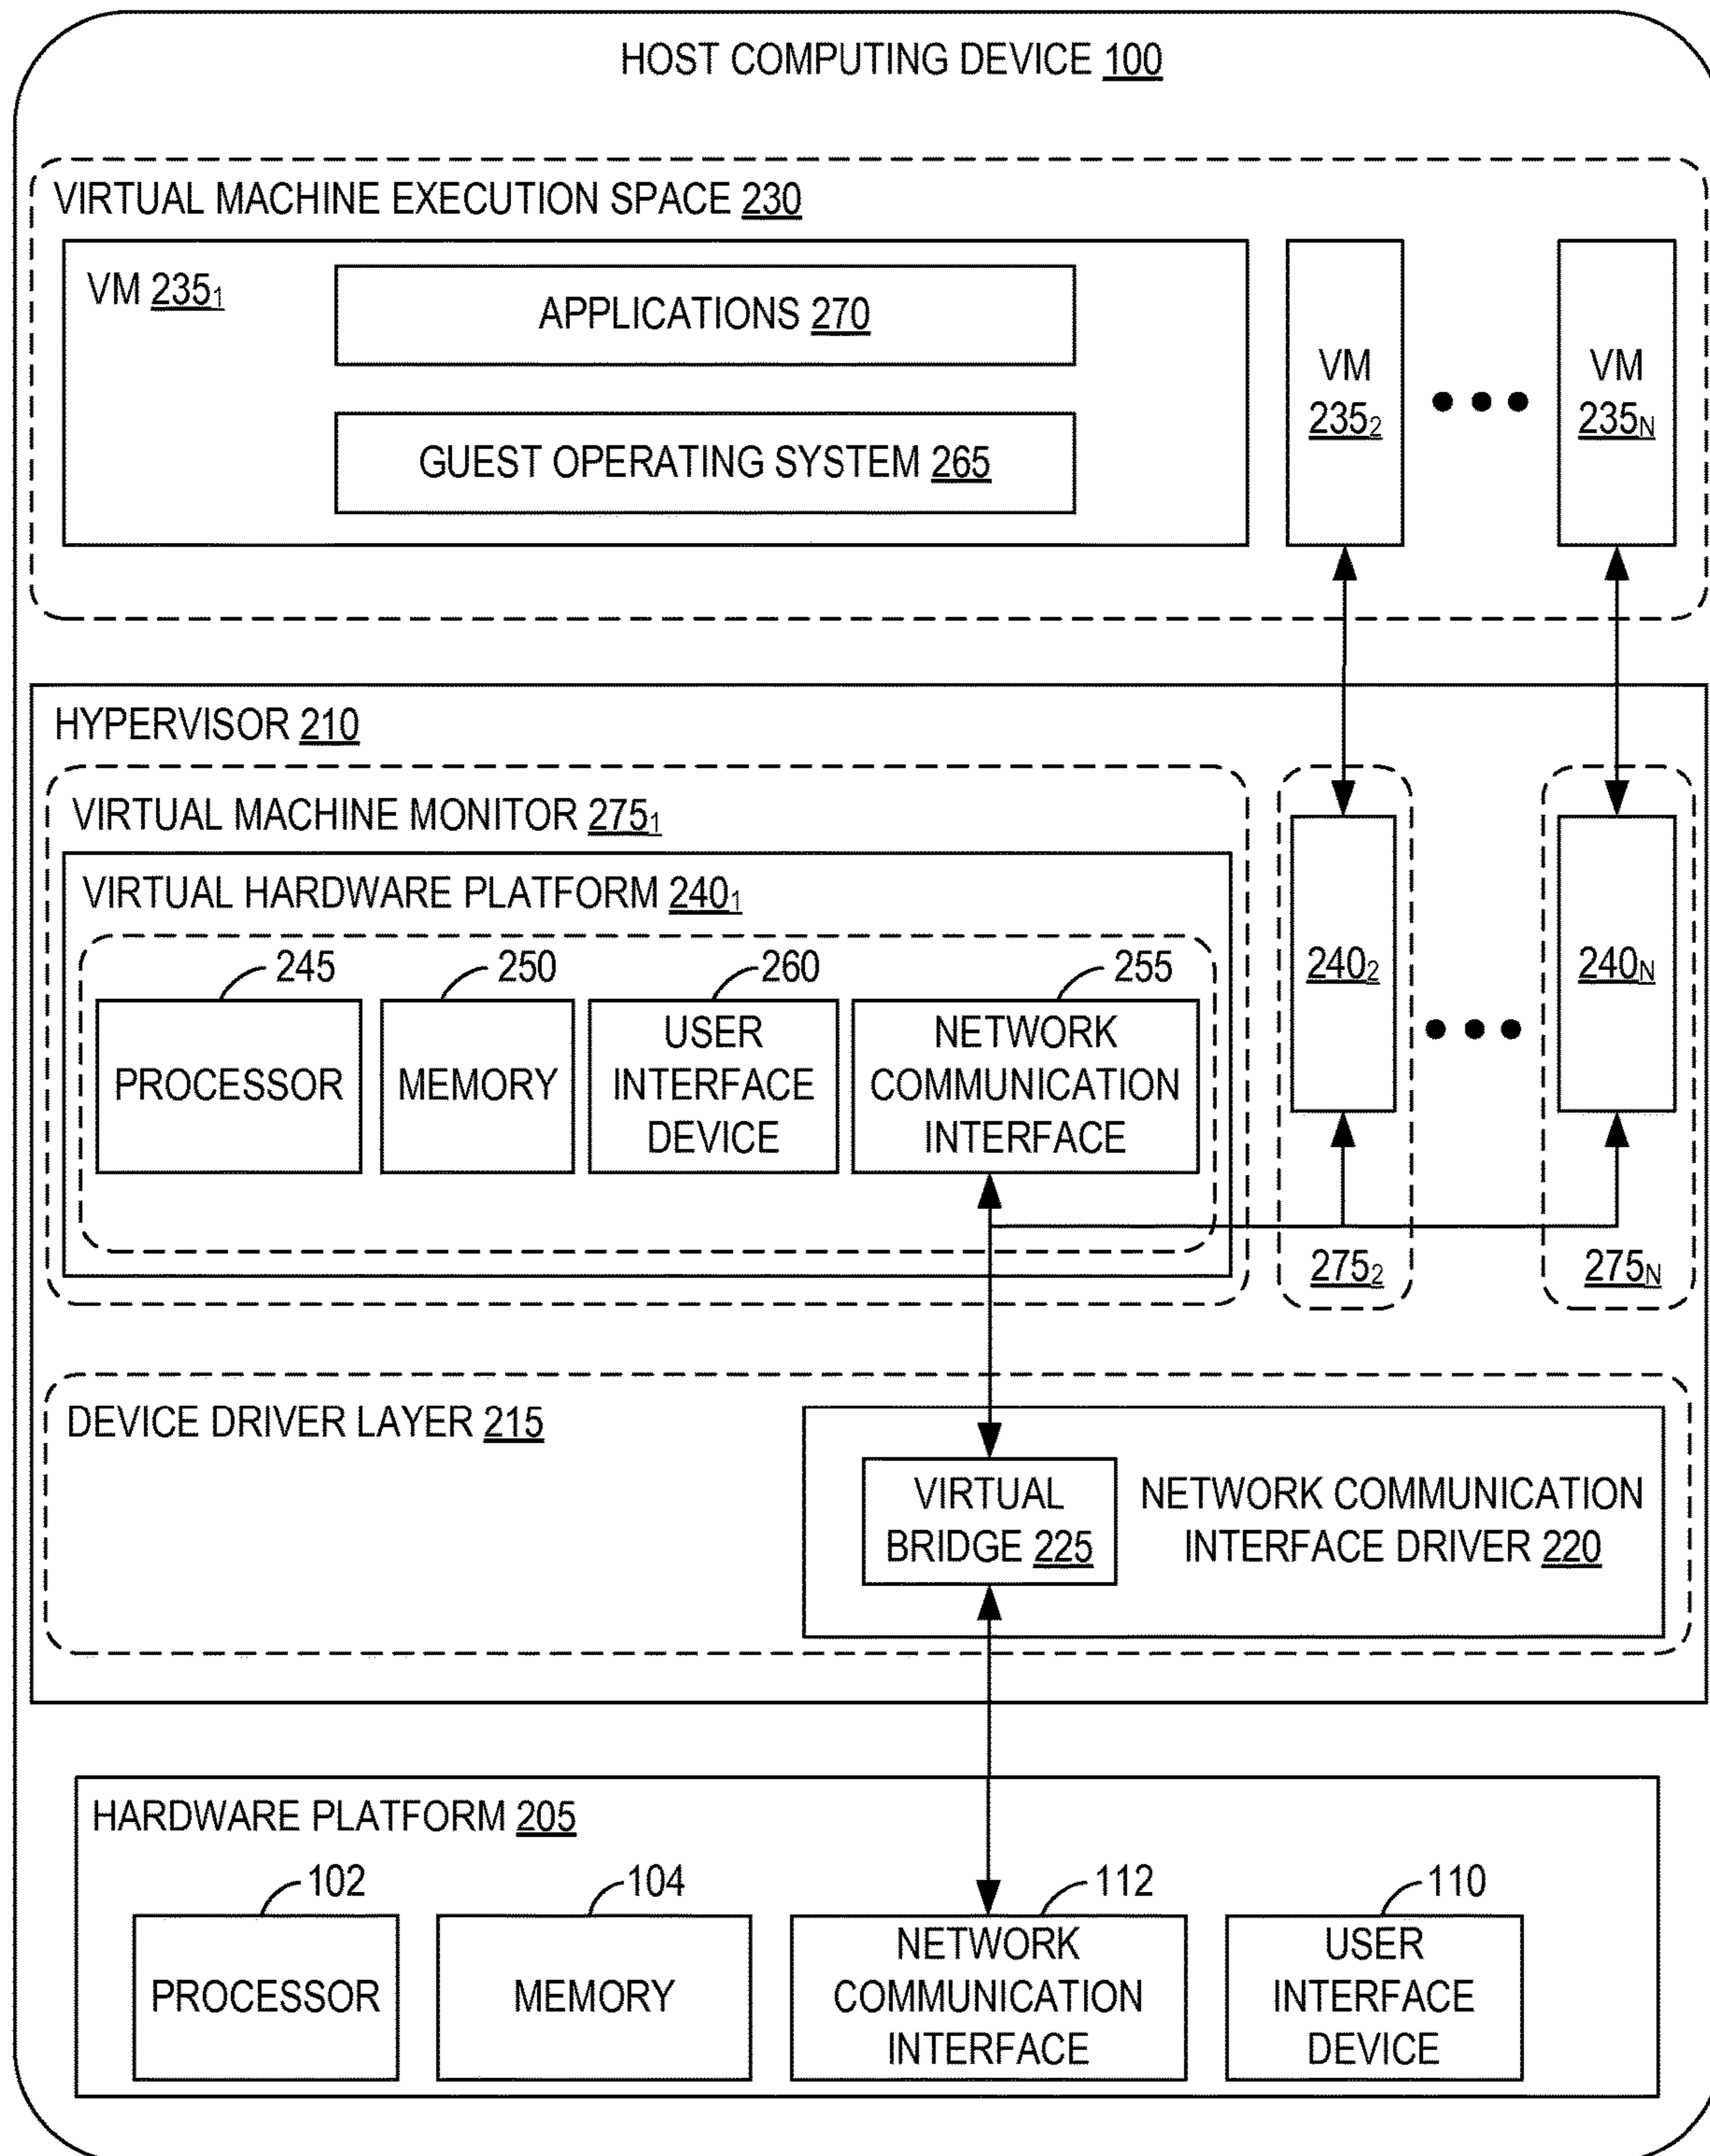 HOST COMPUTING DEVICE 100
VIRTUAL MACHINE EXECUTION SPACE 230
VM 235₁
APPLICATIONS 270
GUEST OPERATING SYSTEM 265
VM
235₂
VM
235ₙ
HYPERVISOR 210
VIRTUAL MACHINE MONITOR 275₁
VIRTUAL HARDWARE PLATFORM 240₁
245
250
260
255
PROCESSOR
MEMORY
USER
INTERFACE
DEVICE
NETWORK
COMMUNICATION
INTERFACE
240₂
240ₙ
275₂
275ₙ
DEVICE DRIVER LAYER 215
VIRTUAL
BRIDGE 225
NETWORK COMMUNICATION
INTERFACE DRIVER 220
HARDWARE PLATFORM 205
102
104
112
110
PROCESSOR
MEMORY
NETWORK
COMMUNICATION
INTERFACE
USER
INTERFACE
DEVICE